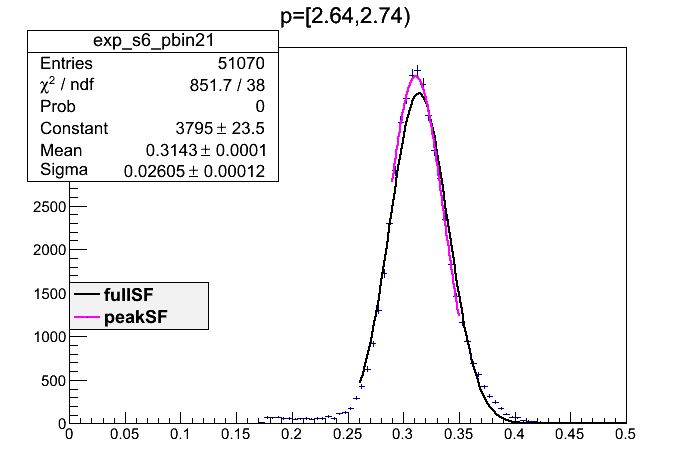 p=[2.64,2.74)
exp_s6_pbin21
Entries 51070
χ² / ndf 851.7 / 38
Prob 0
Constant 3795 ± 23.5
Mean 0.3143 ± 0.0001
Sigma 0.02605 ± 0.00012
2500
2000
1500
fullSF
peakSF
1000
500
0
0 0.05 0.1 0.15 0.2 0.25 0.3 0.35 0.4 0.45 0.5